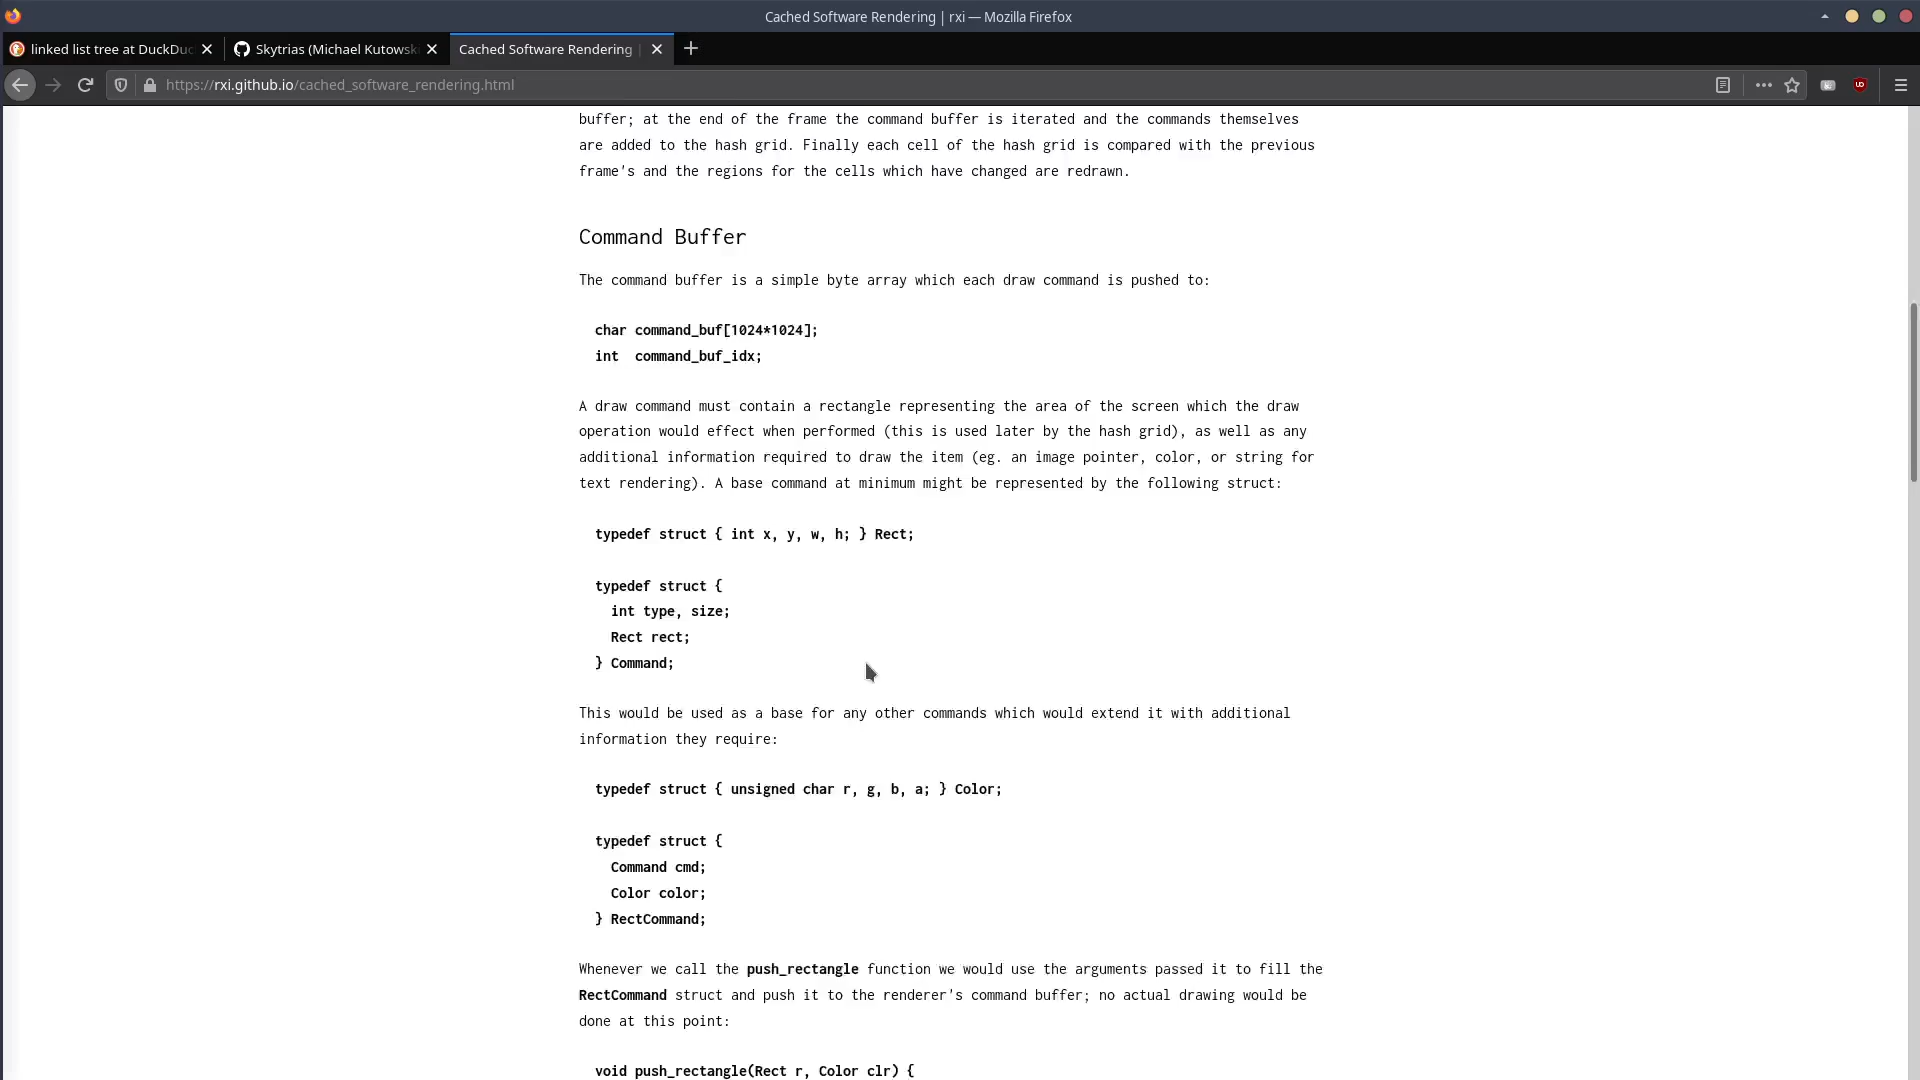 Cached Software Rendering | rxi — Mozilla Firefox
linked list tree at DuckDuc
Skytrias (Michael Kutowsk
Cached Software Rendering |
https://rxi.github.io/cached_software_rendering.html
buffer; at the end of the frame the command buffer is iterated and the commands themselves
are added to the hash grid. Finally each cell of the hash grid is compared with the previous
frame's and the regions for the cells which have changed are redrawn.
Command Buffer
The command buffer is a simple byte array which each draw command is pushed to:
char command_buf[1024*1024];
int  command_buf_idx;
A draw command must contain a rectangle representing the area of the screen which the draw
operation would effect when performed (this is used later by the hash grid), as well as any
additional information required to draw the item (eg. an image pointer, color, or string for
text rendering). A base command at minimum might be represented by the following struct:
typedef struct { int x, y, w, h; } Rect;
typedef struct {
  int type, size;
  Rect rect;
} Command;
This would be used as a base for any other commands which would extend it with additional
information they require:
typedef struct { unsigned char r, g, b, a; } Color;
typedef struct {
  Command cmd;
  Color color;
} RectCommand;
Whenever we call the push_rectangle function we would use the arguments passed it to fill the
RectCommand struct and push it to the renderer's command buffer; no actual drawing would be
done at this point:
void push_rectangle(Rect r, Color clr) {